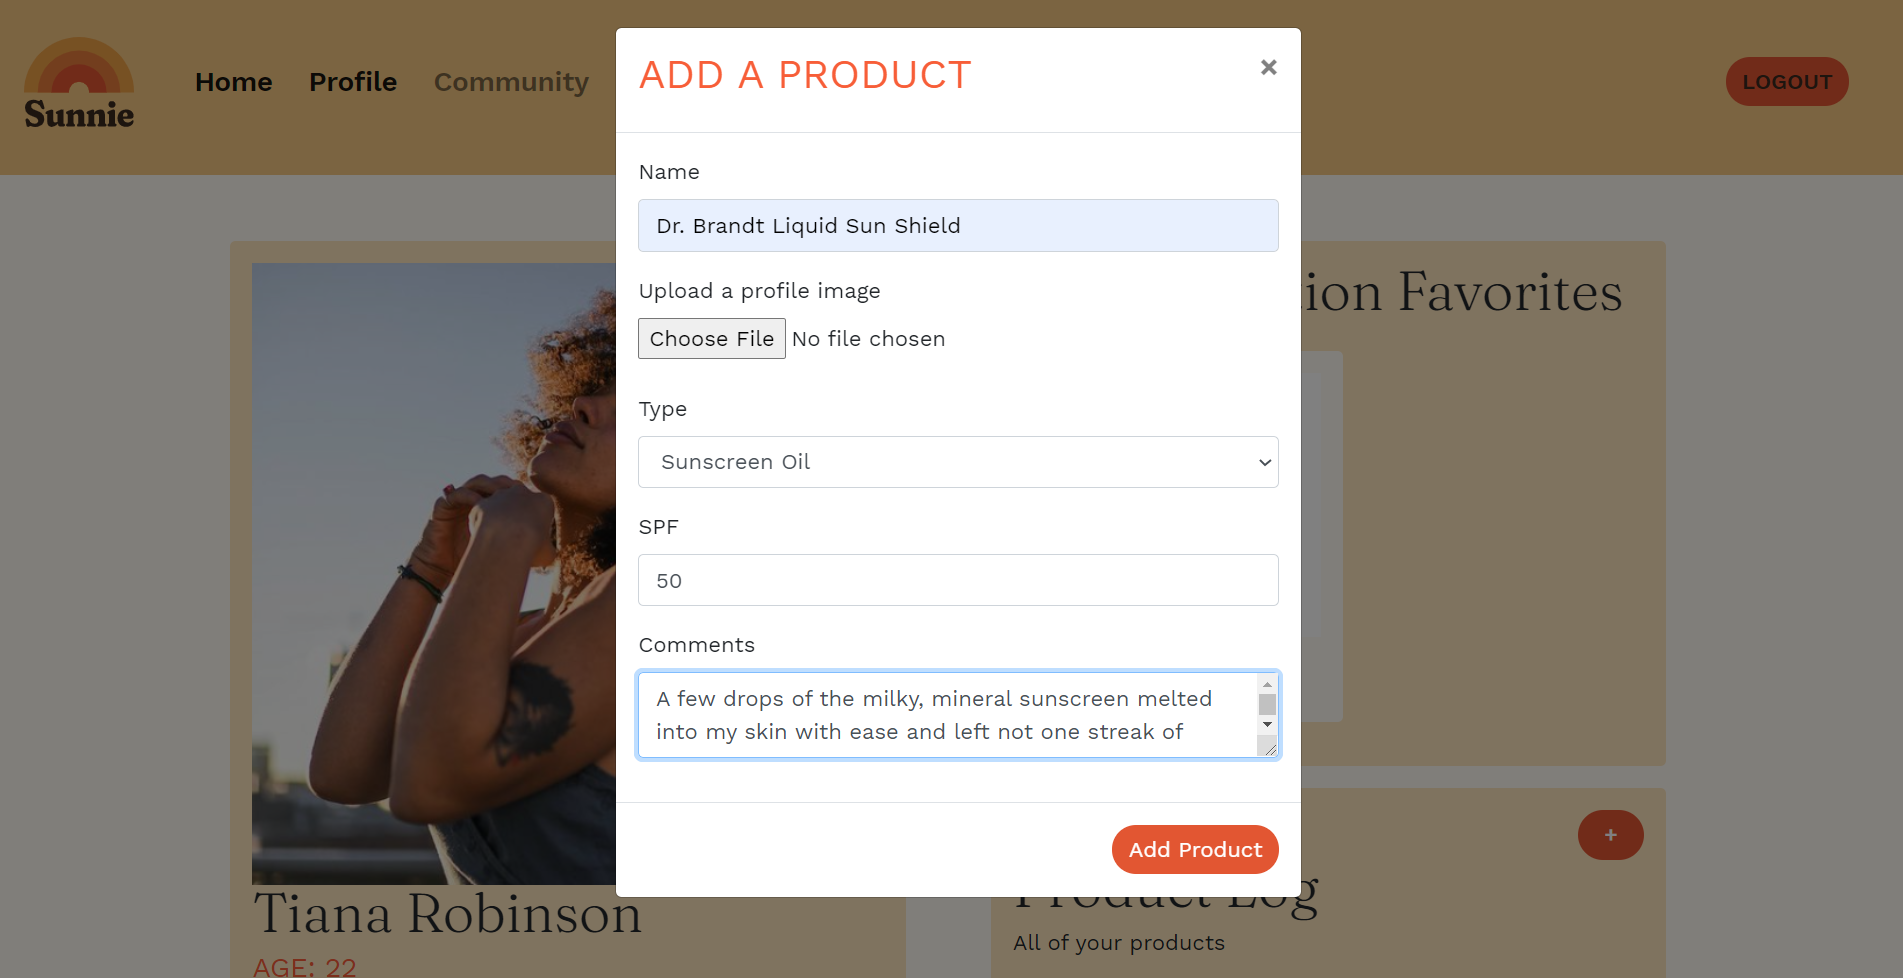 Sunnie
Home
Profile
Community
LOGOUT
ADD A PRODUCT
×
Name
Dr. Brandt Liquid Sun Shield
Upload a profile image
Choose File No file chosen
Type
Sunscreen Oil
SPF
50
Comments
A few drops of the milky, mineral sunscreen melted
into my skin with ease and left not one streak of
Add Product
Favorites
Tiana Robinson
AGE: 22
+
Product Log
All of your products